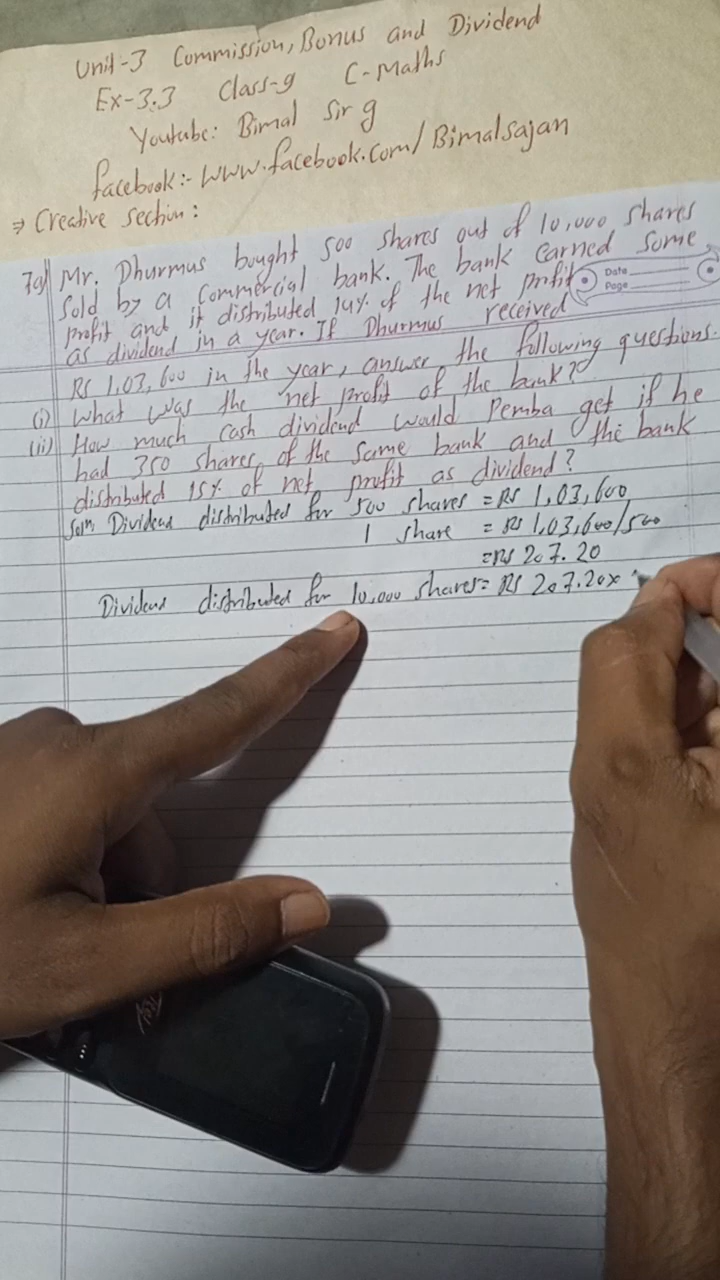 Unit-3 Commission, Bonus and Dividend
Ex-3.3 Class-9 C-Maths
Youtube: Bimal Sir g
facebook:- www.facebook.com/Bimalsajan
⇒ Creative section:
7a) Mr. Dhurmus bought 500 shares out of 10,000 shares
sold by a commercial bank. The bank earned some
profit and it distributed 14% of the net profit
Date
Page
as dividend in a year. If Dhurmus received
RS 1,03,600 in the year, answer the following questions.
(i) What was the net profit of the bank?
(ii) How much cash dividend would Pemba get if he
had 350 shares of the same bank and the bank
distributed 15% of net profit as dividend?
Soln Dividend distributed for 500 shares = RS 1,03,600
1 share = RS 1,03,600/500
= RS 207.20
Dividend distributed for 10,000 shares = RS 207.20×